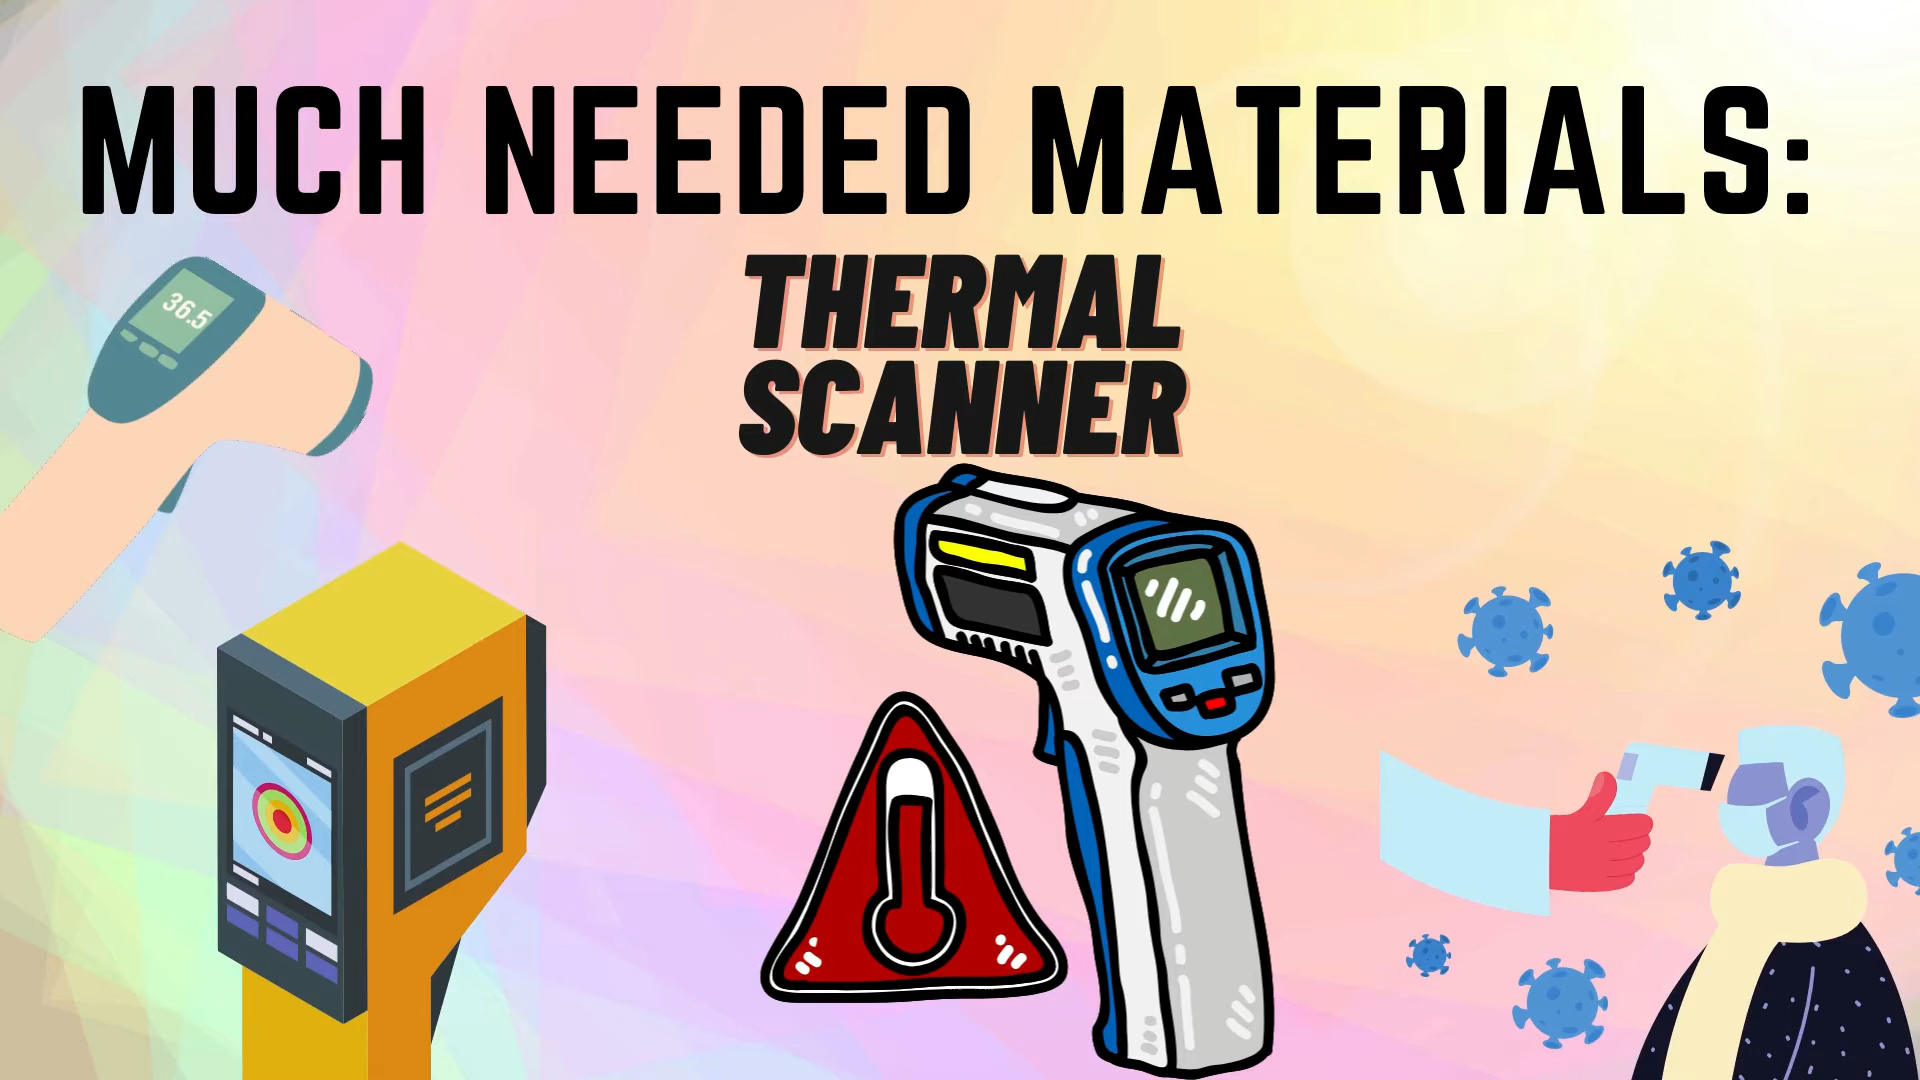 MUCH NEEDED MATERIALS:
THERMAL
SCANNER
36.5